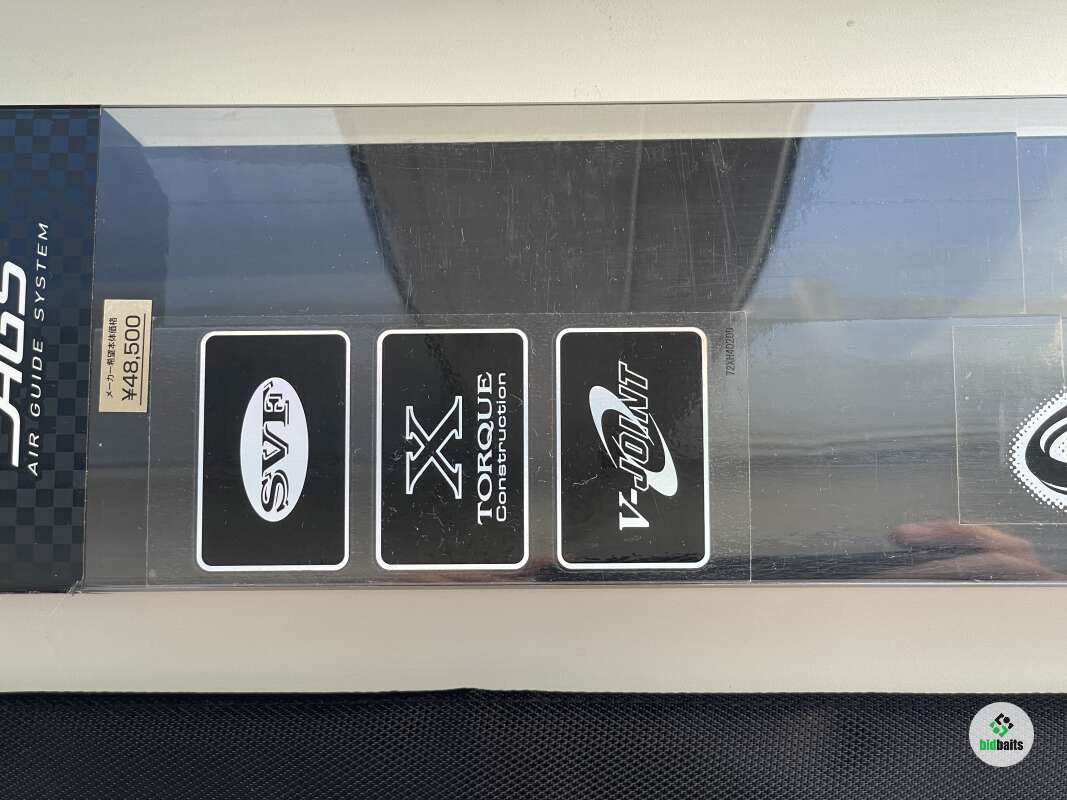 AGS
AIR GUIDE SYSTEM
メーカー希望本体価格
¥48,500
SVF
X
TORQUE
Construction
V-JOINT
bidbaits